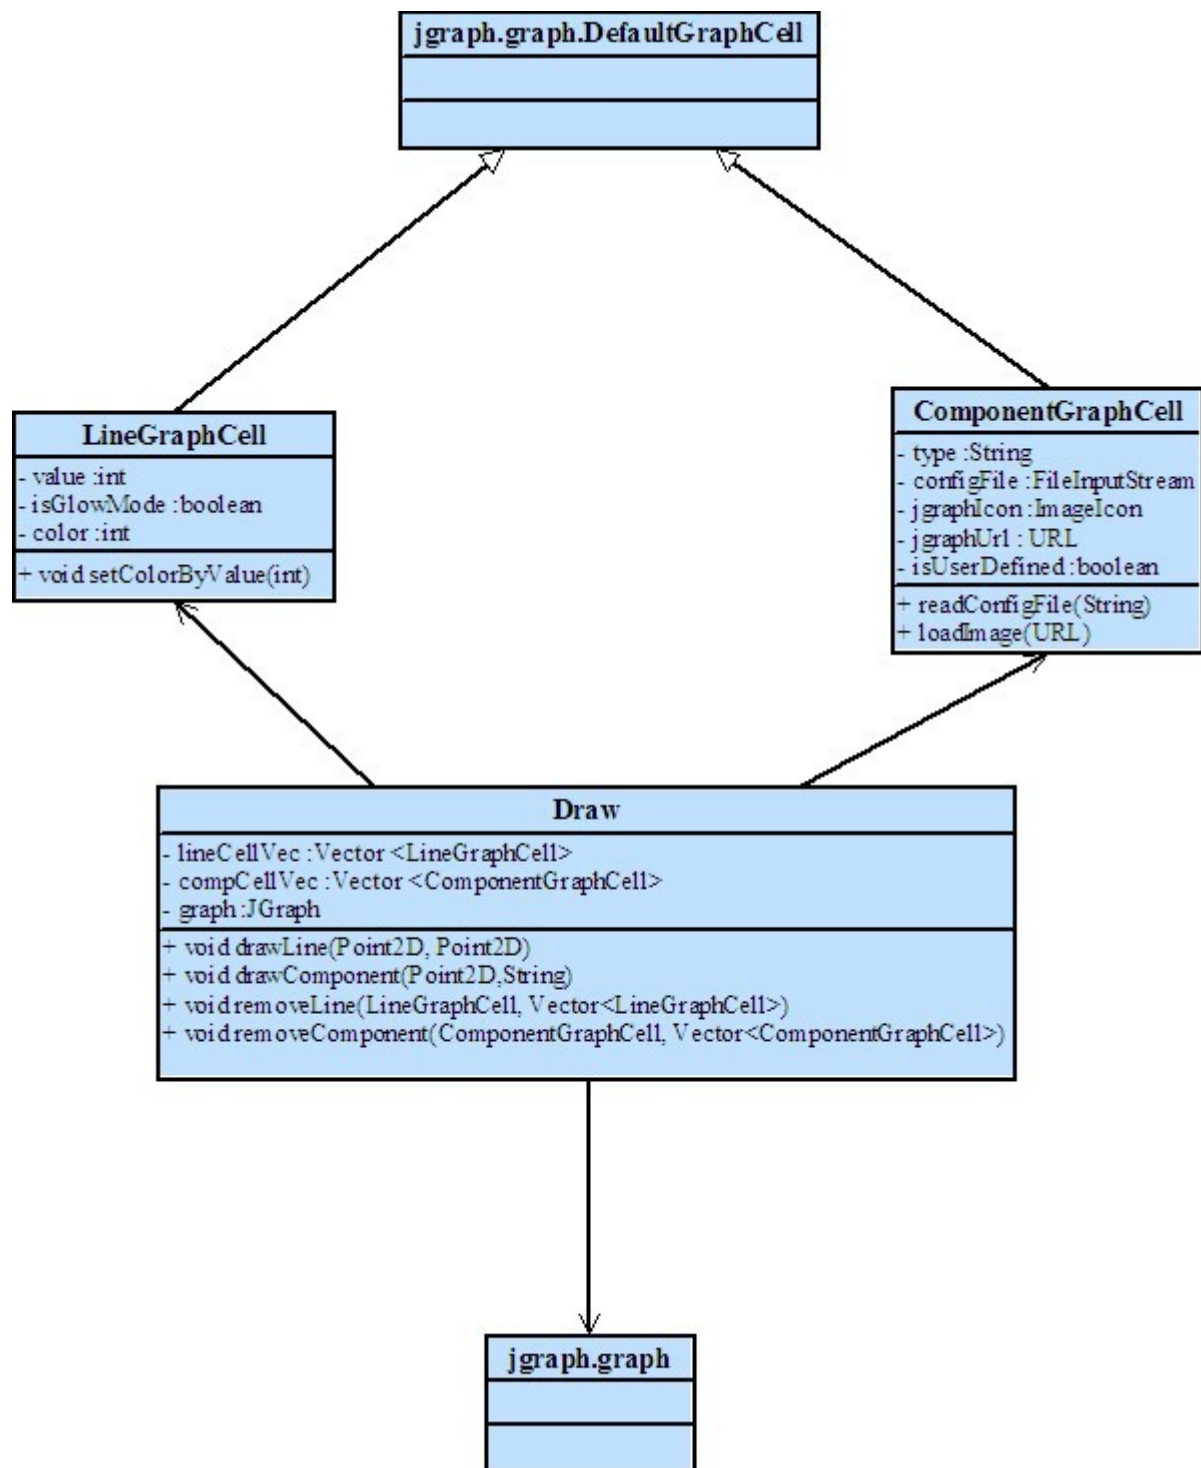 jgraph.graph.DefaultGraphCell
LineGraphCell
- value :int
- isGlowMode :boolean
- color :int
+ void setColorByValue(int)
ComponentGraphCell
- type :String
- configFile :FileInputStream
- jgraphIcon :ImageIcon
- jgraphUrl : URL
- isUserDefined :boolean
+ readConfigFile(String)
+ loadImage(URL)
Draw
- lineCellVec :Vector <LineGraphCell>
- compCellVec :Vector <ComponentGraphCell>
- graph :JGraph
+ void drawLine(Point2D, Point2D)
+ void drawComponent(Point2D,String)
+ void removeLine(LineGraphCell, Vector<LineGraphCell>)
+ void removeComponent(ComponentGraphCell, Vector<ComponentGraphCell>)
jgraph.graph